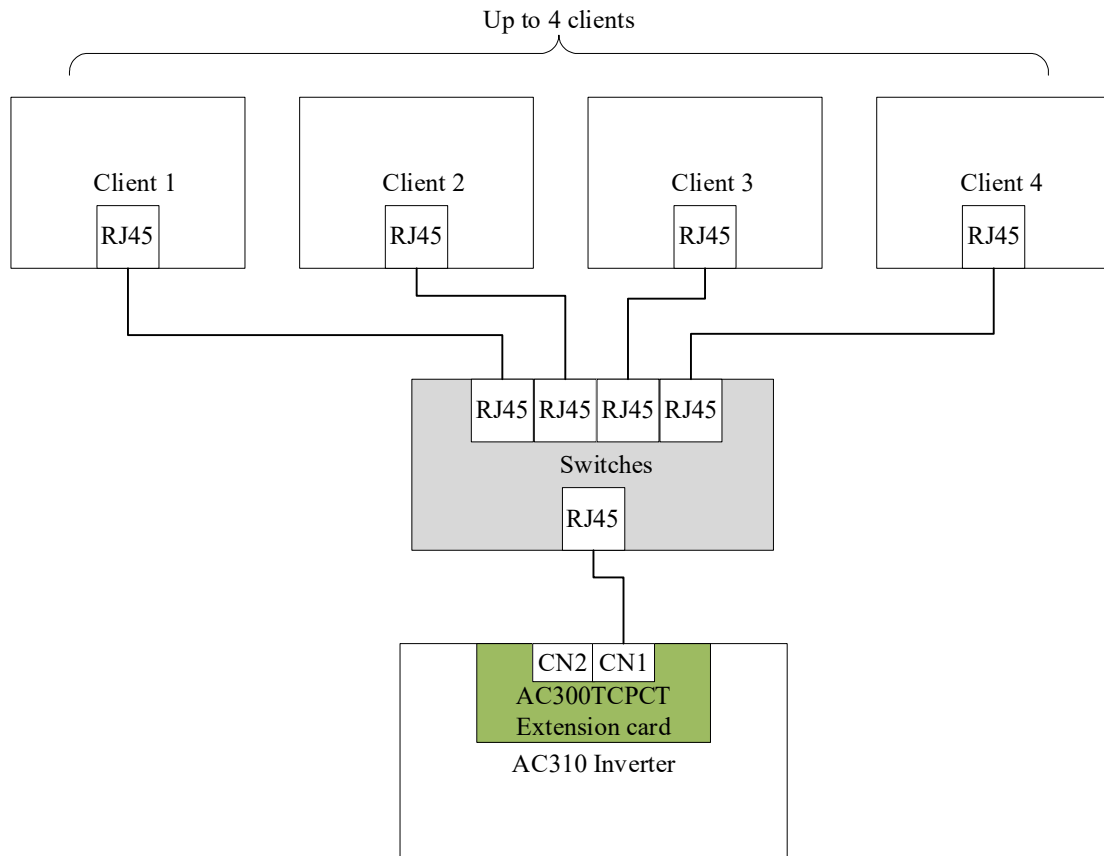 Up to 4 clients
Client 1
Client 2
Client 3
Client 4
RJ45
RJ45
RJ45
RJ45
RJ45
RJ45
RJ45
RJ45
Switches
RJ45
CN2
CN1
AC300TCPCT
Extension card
AC310 Inverter